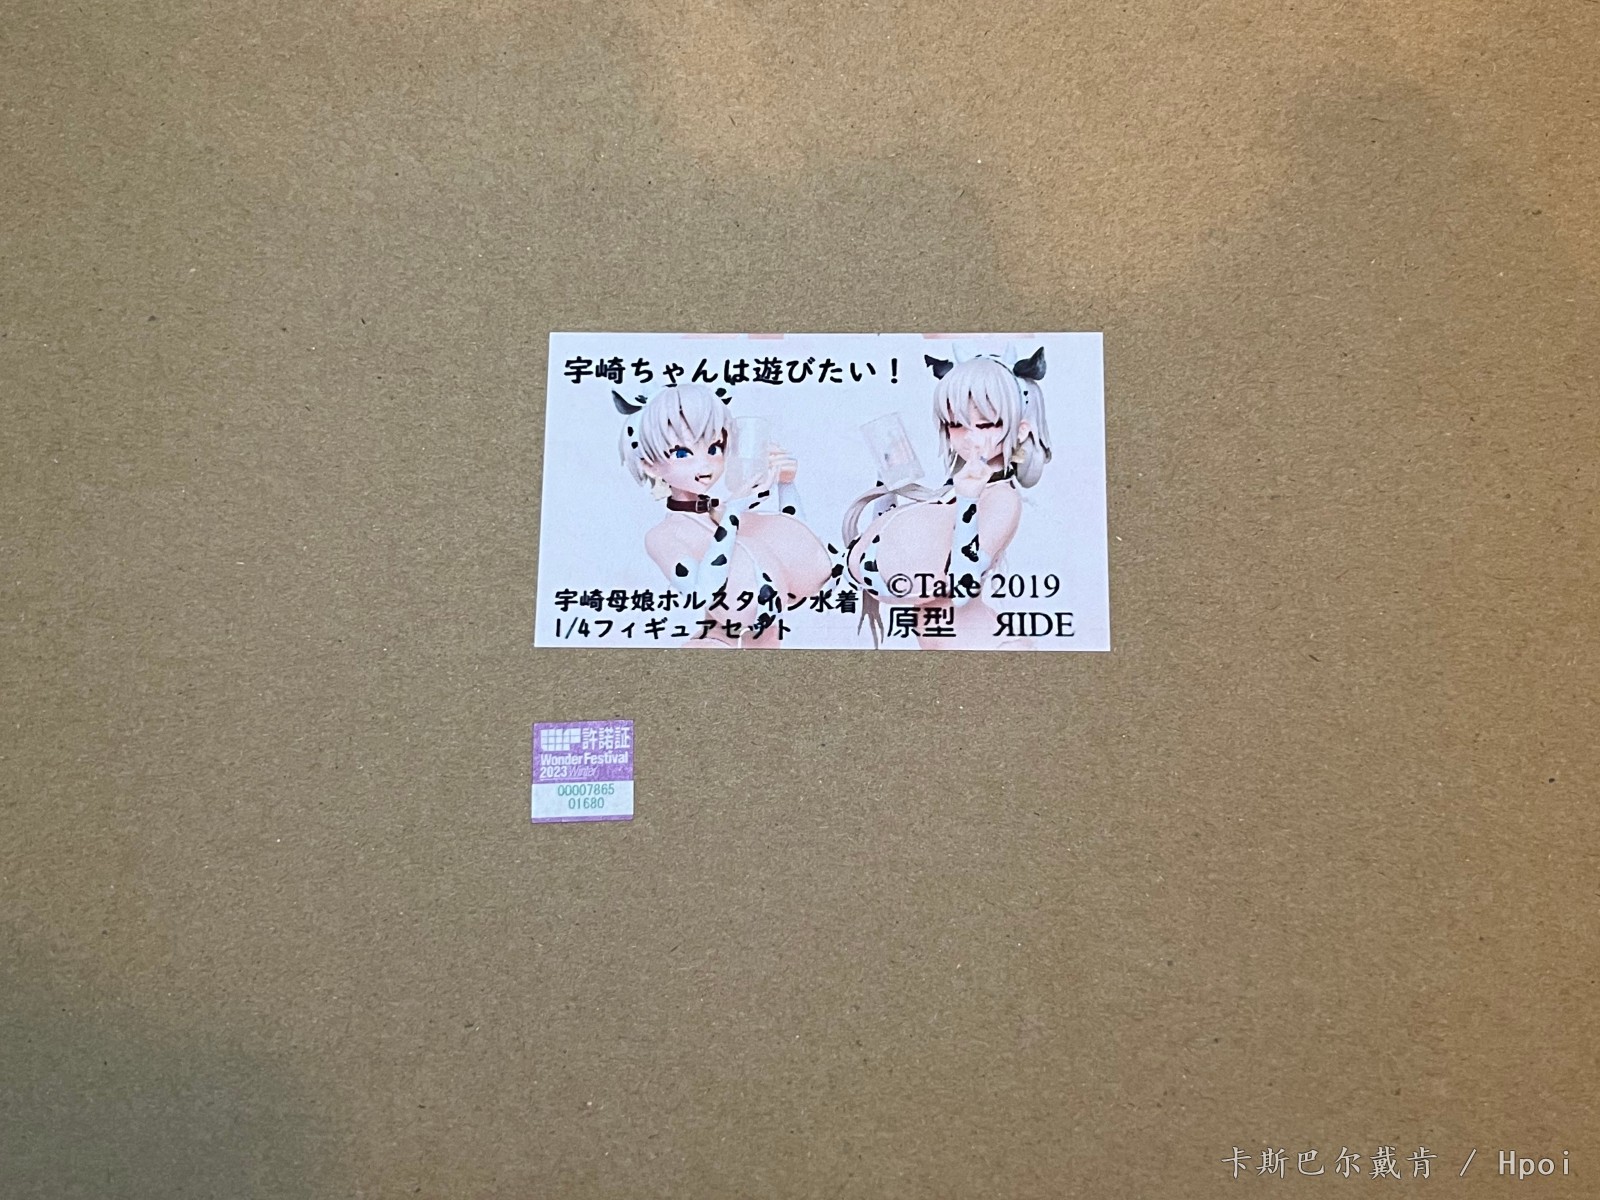 宇崎ちゃんは遊びたい！
宇崎母娘ホルスタイン水着
1/4フィギュアセット
©Take 2019
原型　ЯIDE
WF許諾証
Wonder Festival
2023 Winter
00007865
01680
卡斯巴尔戴肯 / Hpoi